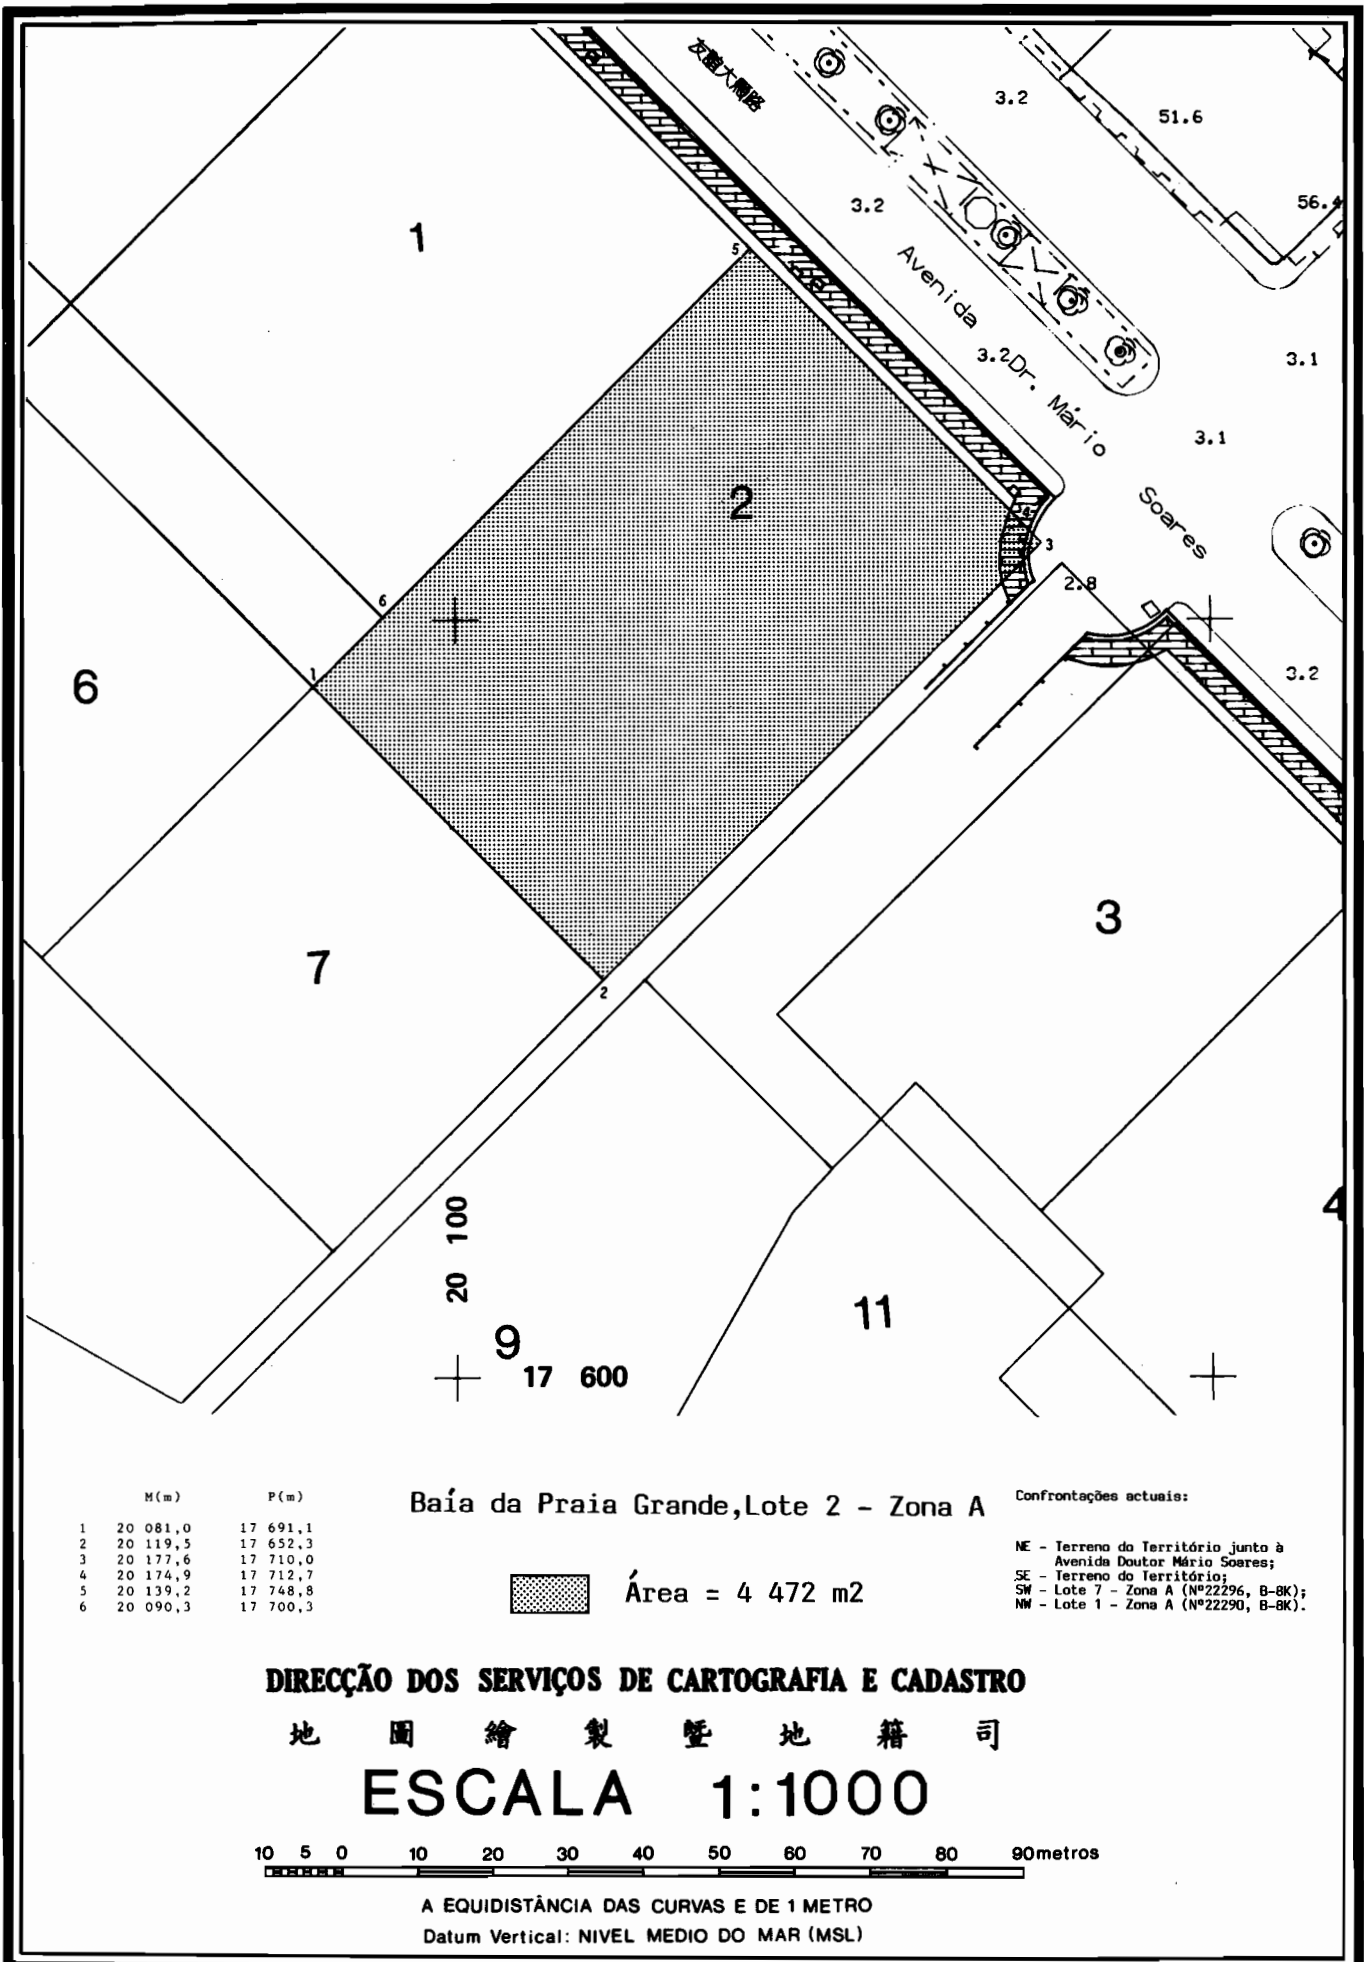 友誼大馬路
3.2
51.6
56.4
3.2
1
5
Avenida
3.2
Dr. Mário
3.1
3.1
2
Soares
4
3
2.8
6
1
6
3.2
3
7
2
100
20
4
11
9
17 600
M(m) P(m)
1 20 081,0 17 691,1
2 20 119,5 17 652,3
3 20 177,6 17 710,0
4 20 174,9 17 712,7
5 20 139,2 17 748,8
6 20 090,3 17 700,3
Baía da Praia Grande,Lote 2 - Zona A
Área = 4 472 m2
Confrontações actuais:
NE - Terreno do Território junto à
Avenida Doutor Mário Soares;
SE - Terreno do Território;
SW - Lote 7 - Zona A (Nº22296, B-8K);
NW - Lote 1 - Zona A (Nº22290, B-8K).
DIRECÇÃO DOS SERVIÇOS DE CARTOGRAFIA E CADASTRO
地圖繪製暨地籍司
ESCALA 1:1000
10 5 0 10 20 30 40 50 60 70 80 90metros
A EQUIDISTÂNCIA DAS CURVAS E DE 1 METRO
Datum Vertical: NIVEL MEDIO DO MAR (MSL)